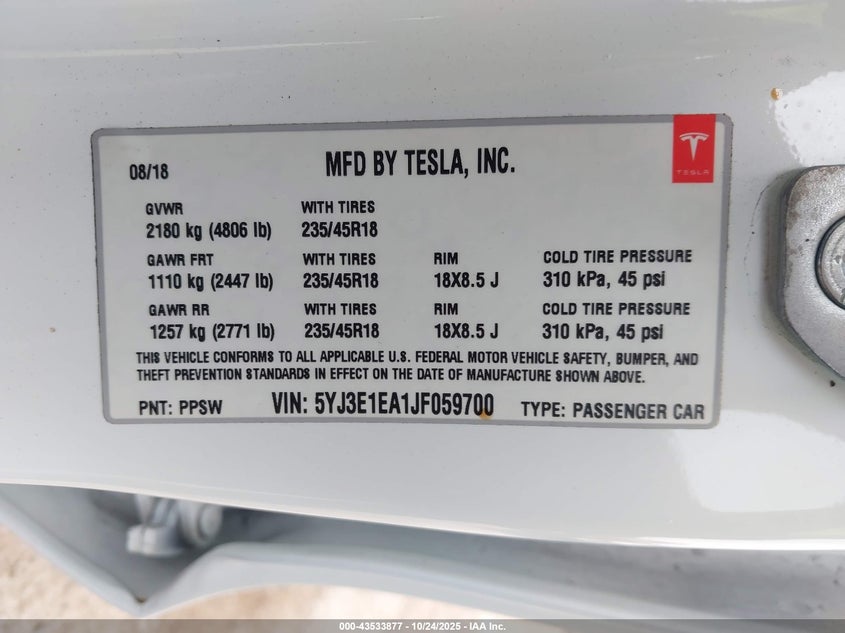 08/18 MFD BY TESLA, INC.
TESLA
GVWR WITH TIRES
2180 kg (4806 lb) 235/45R18
GAWR FRT WITH TIRES RIM COLD TIRE PRESSURE
1110 kg (2447 lb) 235/45R18 18X8.5 J 310 kPa, 45 psi
GAWR RR WITH TIRES RIM COLD TIRE PRESSURE
1257 kg (2771 lb) 235/45R18 18X8.5 J 310 kPa, 45 psi
THIS VEHICLE CONFORMS TO ALL APPLICABLE U.S. FEDERAL MOTOR VEHICLE SAFETY, BUMPER, AND
THEFT PREVENTION STANDARDS IN EFFECT ON THE DATE OF MANUFACTURE SHOWN ABOVE.
PNT: PPSW VIN: 5YJ3E1EA1JF059700 TYPE: PASSENGER CAR
000-43533877 - 10/24/2025 - IAA Inc.